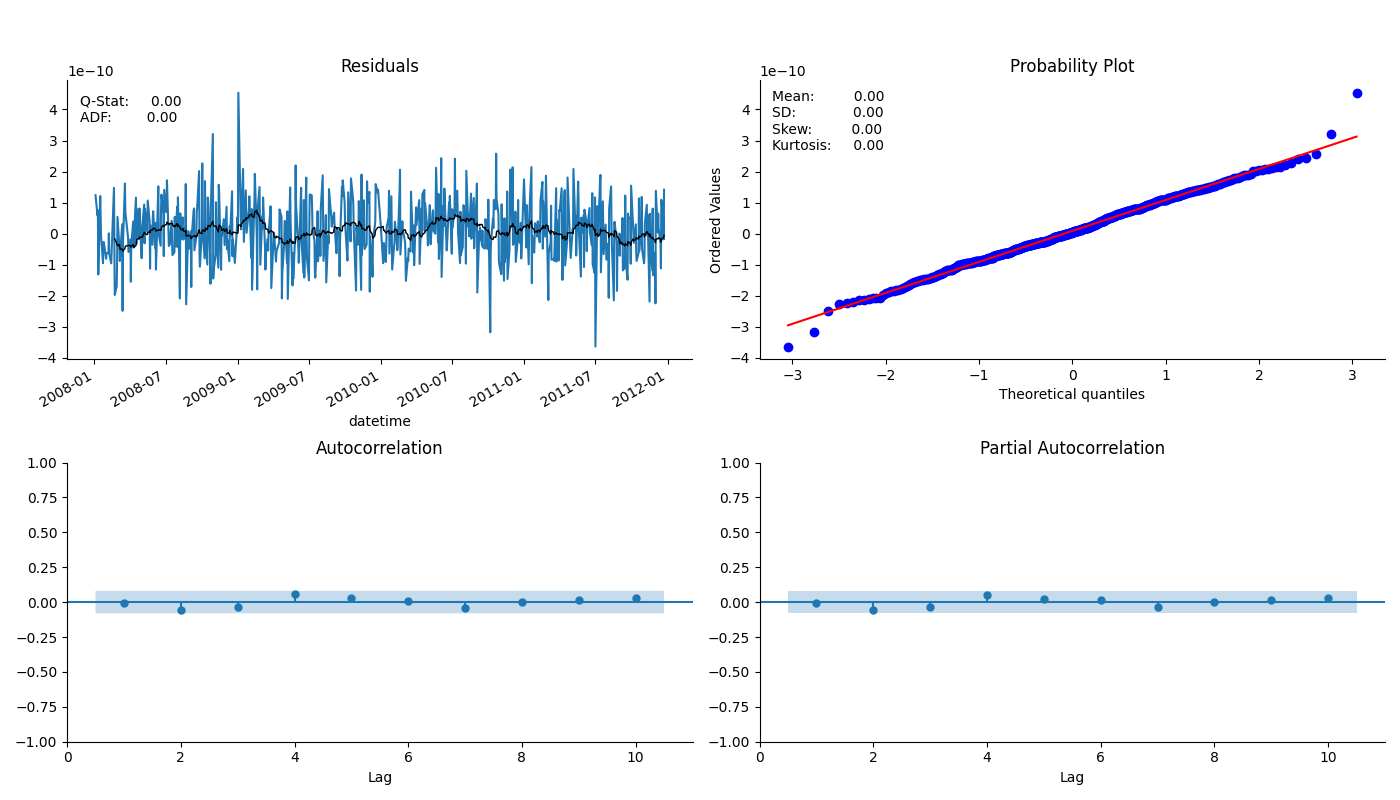 Residuals
1e−10
Q-Stat: 0.00
ADF: 0.00
4
3
2
1
0
−1
−2
−3
−4
2008-01 2008-07 2009-01 2009-07 2010-01 2010-07 2011-01 2011-07 2012-01
datetime
Probability Plot
1e−10
Mean: 0.00
SD: 0.00
Skew: 0.00
Kurtosis: 0.00
Ordered Values
4
3
2
1
0
−1
−2
−3
−4
−3 −2 −1 0 1 2 3
Theoretical quantiles
Autocorrelation
1.00
0.75
0.50
0.25
0.00
−0.25
−0.50
−0.75
−1.00
0 2 4 6 8 10
Lag
Partial Autocorrelation
1.00
0.75
0.50
0.25
0.00
−0.25
−0.50
−0.75
−1.00
0 2 4 6 8 10
Lag